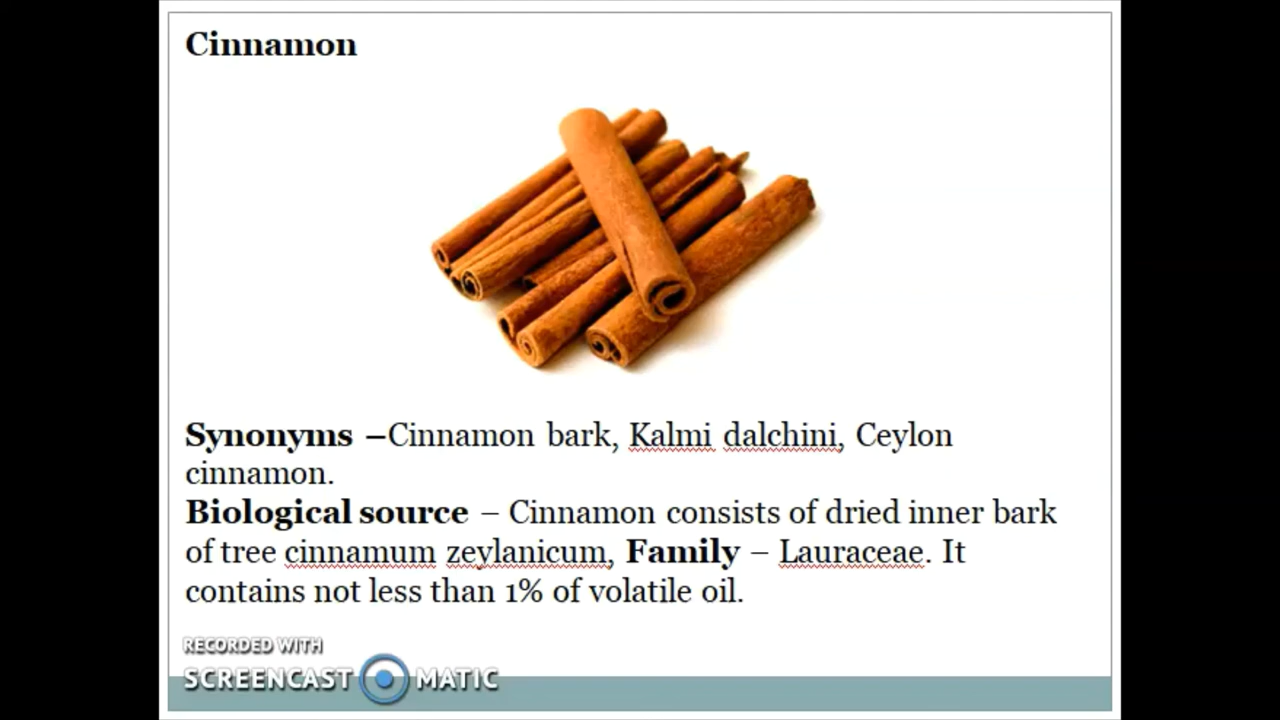 Cinnamon
Synonyms –Cinnamon bark, Kalmi dalchini, Ceylon
cinnamon.
Biological source – Cinnamon consists of dried inner bark
of tree cinnamum zeylanicum, Family – Lauraceae. It
contains not less than 1% of volatile oil.
RECORDED WITH
SCREENCAST MATIC